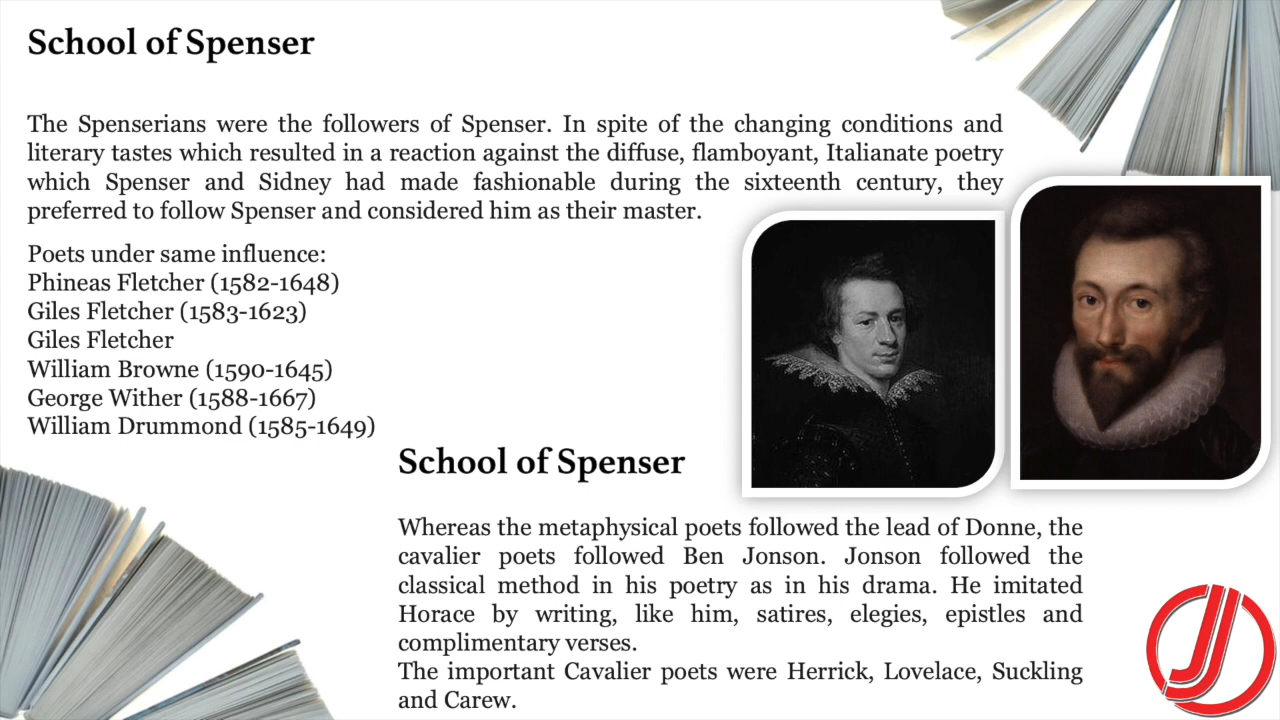 School of Spenser
The Spenserians were the followers of Spenser. In spite of the changing conditions and
literary tastes which resulted in a reaction against the diffuse, flamboyant, Italianate poetry
which Spenser and Sidney had made fashionable during the sixteenth century, they
preferred to follow Spenser and considered him as their master.
Poets under same influence:
Phineas Fletcher (1582-1648)
Giles Fletcher (1583-1623)
Giles Fletcher
William Browne (1590-1645)
George Wither (1588-1667)
William Drummond (1585-1649)
School of Spenser
Whereas the metaphysical poets followed the lead of Donne, the
cavalier poets followed Ben Jonson. Jonson followed the
classical method in his poetry as in his drama. He imitated
Horace by writing, like him, satires, elegies, epistles and
complimentary verses.
The important Cavalier poets were Herrick, Lovelace, Suckling
and Carew.